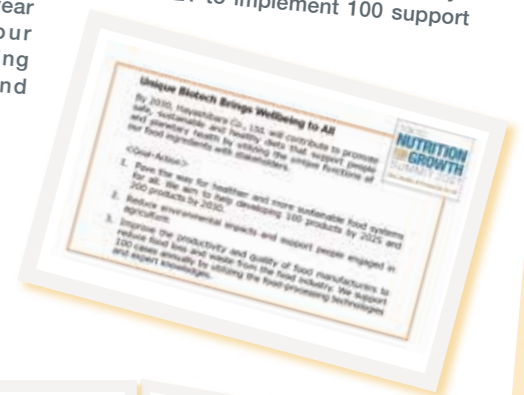 ear
to implement 100 support
our
ing
nd
Unique Biotech Brings Wellbeing to All
By 2030, Hayashibara Co., Ltd. will contribute to promote
safe, sustainable and healthy diets that support people
and planetary health by utilizing the unique functions of
our food ingredients with stakeholders.
<Goal・Action>
1. Pave the way for healthier and more sustainable food systems
for all. We aim to help developing 100 products by 2025 and
200 products by 2030.
2. Reduce environmental impacts and support people engaged in
agriculture.
3. Improve the productivity and quality of food manufacturers to
reduce food loss and waste from the food industry. We support
100 cases annually by utilizing the food processing technologies
and expert knowledges.
NUTRITION
GROWTH
SUMMIT